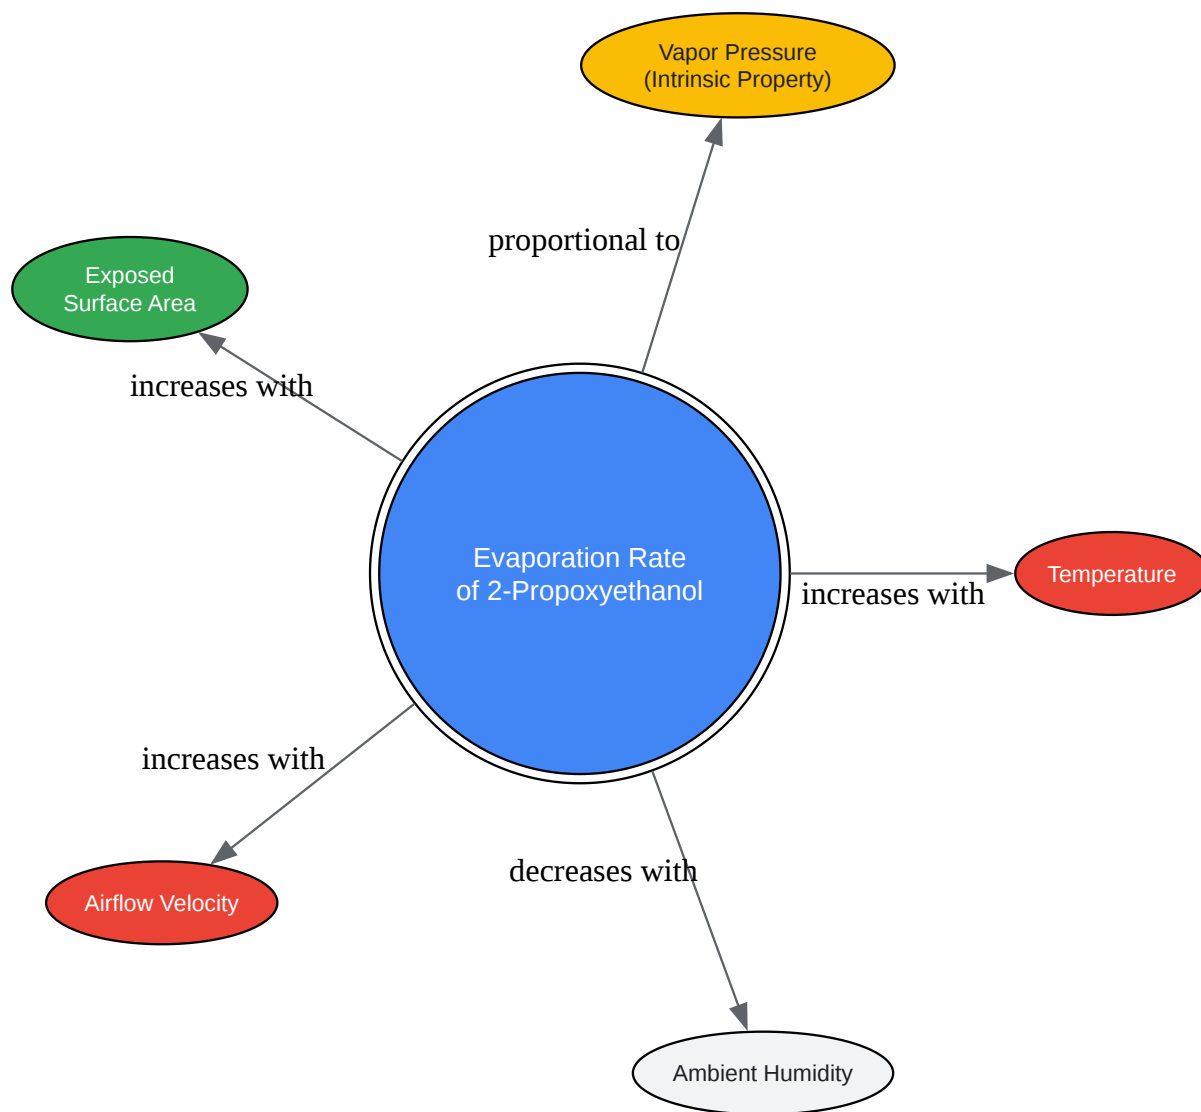 Vapor Pressure
(Intrinsic Property)
proportional to
Exposed
Surface Area
increases with
Evaporation Rate
of 2-Propoxyethanol
Temperature
increases with
increases with
decreases with
Airflow Velocity
Ambient Humidity